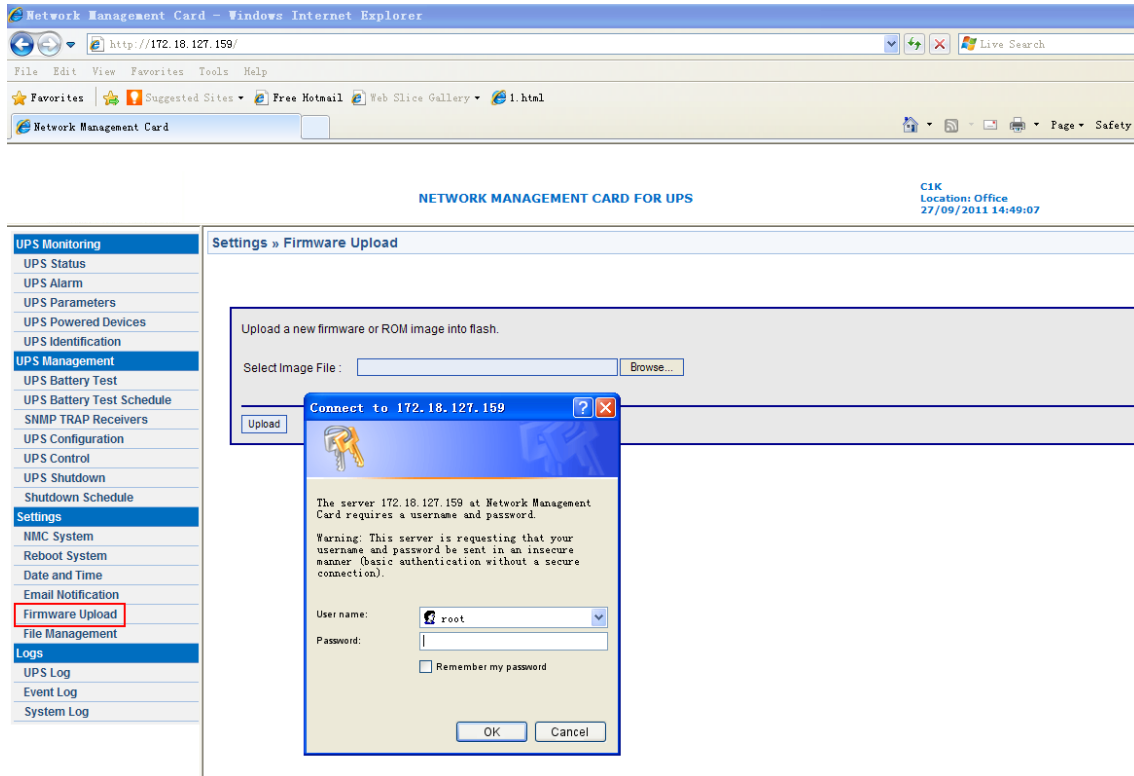 Network Management Card - Windows Internet Explorer
http://172.18.127.159/
Live Search
File Edit View Favorites Tools Help
Favorites Suggested Sites Free Hotmail Web Slice Gallery 1.html
Network Management Card
Page Safety
NETWORK MANAGEMENT CARD FOR UPS
C1K
Location: Office
27/09/2011 14:49:07
UPS Monitoring
UPS Status
UPS Alarm
UPS Parameters
UPS Powered Devices
UPS Identification
UPS Management
UPS Battery Test
UPS Battery Test Schedule
SNMP TRAP Receivers
UPS Configuration
UPS Control
UPS Shutdown
Shutdown Schedule
Settings
NMC System
Reboot System
Date and Time
Email Notification
Firmware Upload
File Management
Logs
UPS Log
Event Log
System Log
Settings » Firmware Upload
Upload a new firmware or ROM image into flash.
Select Image File : Browse...
Upload
Connect to 172.18.127.159
The server 172.18.127.159 at Network Management
Card requires a username and password.
Warning: This server is requesting that your
username and password be sent in an insecure
manner (basic authentication without a secure
connection).
User name: root
Password:
Remember my password
OK Cancel